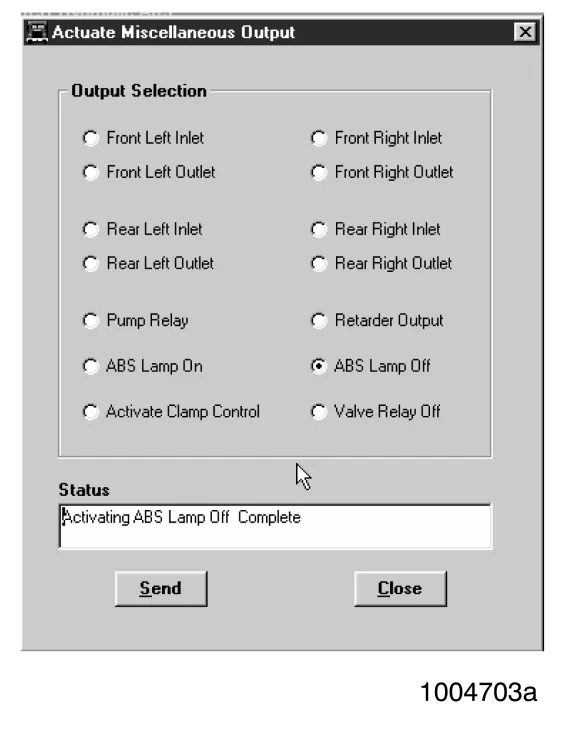 Actuate Miscellaneous Output
Output Selection
Front Left Inlet
Front Right Inlet
Front Left Outlet
Front Right Outlet
Rear Left Inlet
Rear Right Inlet
Rear Left Outlet
Rear Right Outlet
Pump Relay
Retarder Output
ABS Lamp On
ABS Lamp Off
Activate Clamp Control
Valve Relay Off
Status
Activating ABS Lamp Off Complete
Send
Close
1004703a